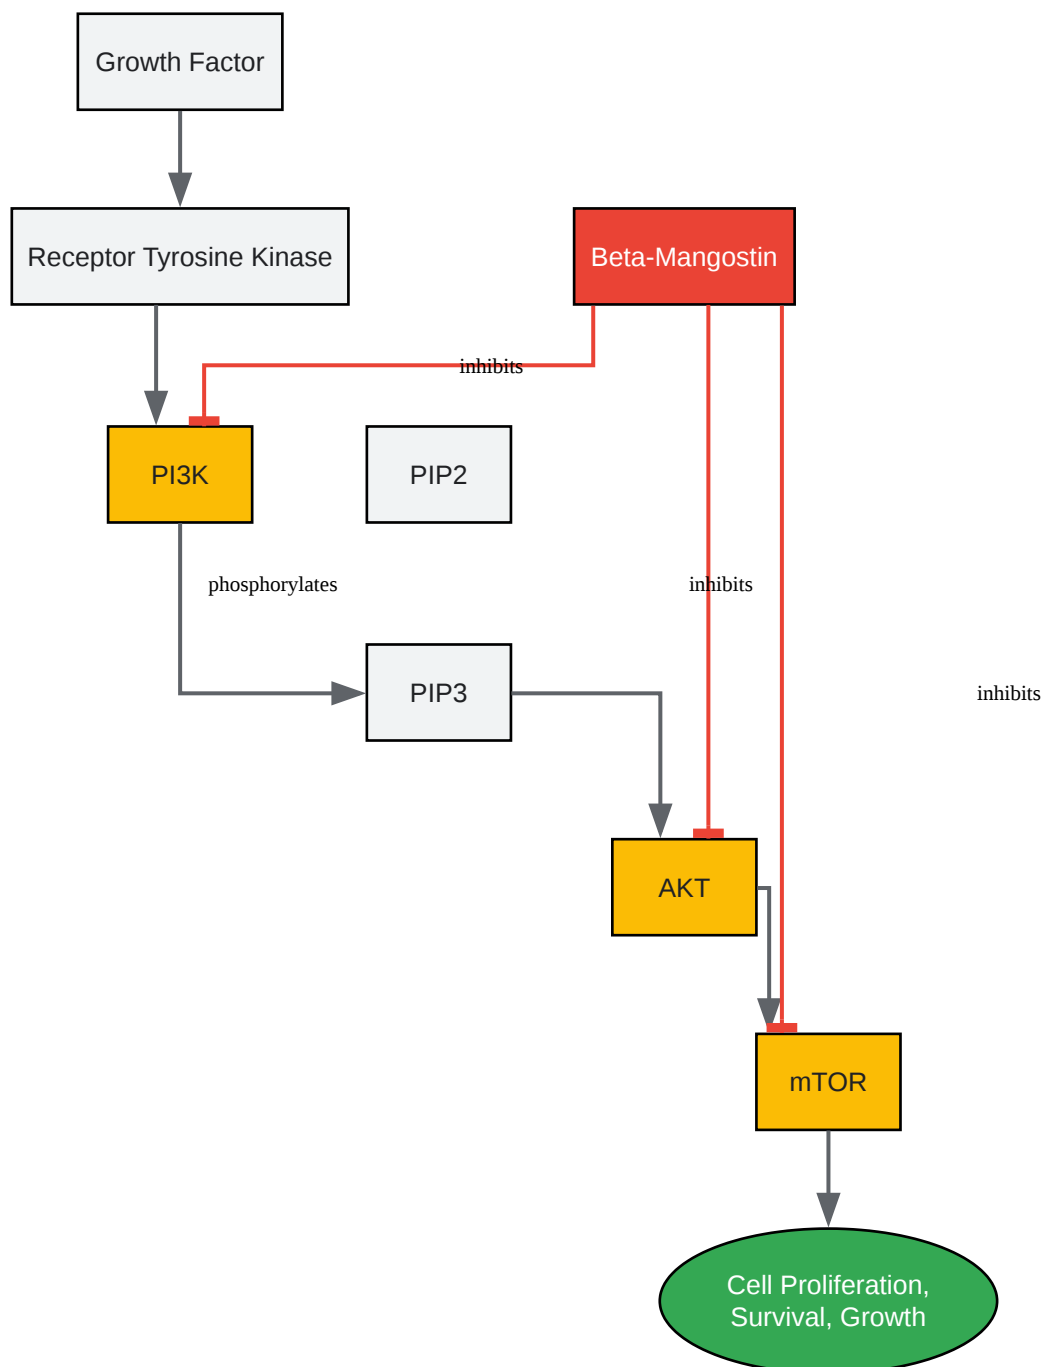 Growth Factor
Receptor Tyrosine Kinase
Beta-Mangostin
inhibits
PI3K
PIP2
phosphorylates
inhibits
PIP3
inhibits
AKT
mTOR
Cell Proliferation,
Survival, Growth